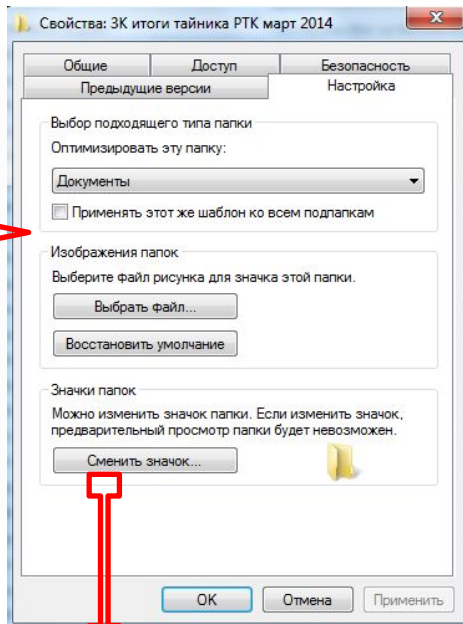 Свойства: ЗК итоги тайника РТК март 2014
Общие Доступ Безопасность
Предыдущие версии Настройка
Выбор подходящего типа папки
Оптимизировать эту папку:
Документы
Применять этот же шаблон ко всем подпапкам
Изображения папок
Выберите файл рисунка для значка этой папки.
Выбрать файл...
Восстановить умолчание
Значки папок
Можно изменить значок папки. Если изменить значок,
предварительный просмотр папки будет невозможен.
Сменить значок...
ОК Отмена Применить